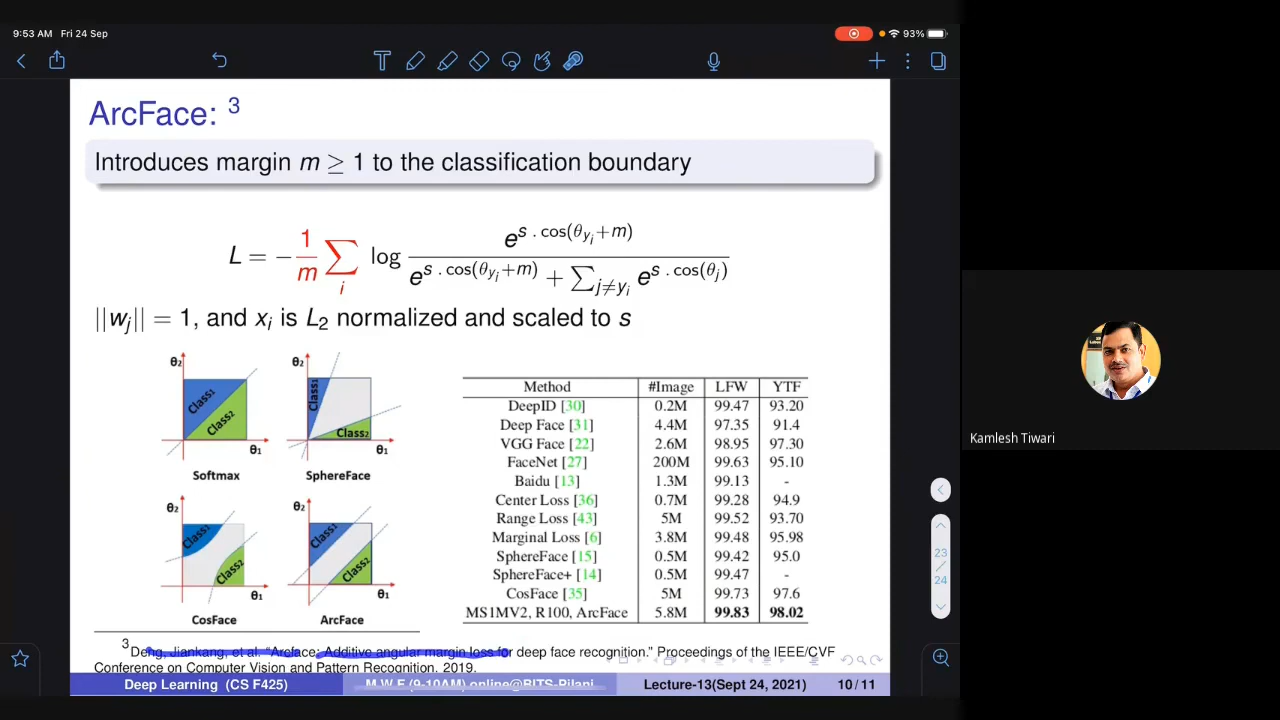 9:53 AM Fri 24 Sep
93%
ArcFace: 3
Introduces margin m ≥ 1 to the classification boundary
L = − 1/m ∑_i log e^{s . cos(θ_{y_i}+m)} / e^{s . cos(θ_{y_i}+m)} + ∑_{j≠y_i} e^{s . cos(θ_j)}
||w_j|| = 1, and x_i is L_2 normalized and scaled to s
θ2
Class1
Class2
θ1
Softmax
θ2
Class1
Class2
θ1
SphereFace
θ2
Class1
Class2
θ1
CosFace
θ2
Class1
Class2
θ1
ArcFace
Method #Image LFW YTF
DeepID [30] 0.2M 99.47 93.20
Deep Face [31] 4.4M 97.35 91.4
VGG Face [22] 2.6M 98.95 97.30
FaceNet [27] 200M 99.63 95.10
Baidu [13] 1.3M 99.13 -
Center Loss [36] 0.7M 99.28 94.9
Range Loss [43] 5M 99.52 93.70
Marginal Loss [6] 3.8M 99.48 95.98
SphereFace [15] 0.5M 99.42 95.0
SphereFace+ [14] 0.5M 99.47 -
CosFace [35] 5M 99.73 97.6
MS1MV2, R100, ArcFace 5.8M 99.83 98.02
3 Deng, Jiankang, et al. "Arcface: Additive angular margin loss for deep face recognition." Proceedings of the IEEE/CVF
Conference on Computer Vision and Pattern Recognition. 2019.
Deep Learning (CS F425) M W F (9-10AM) online@BITS-Pilani Lecture-13(Sept 24, 2021) 10 / 11
23
/
24
Kamlesh Tiwari